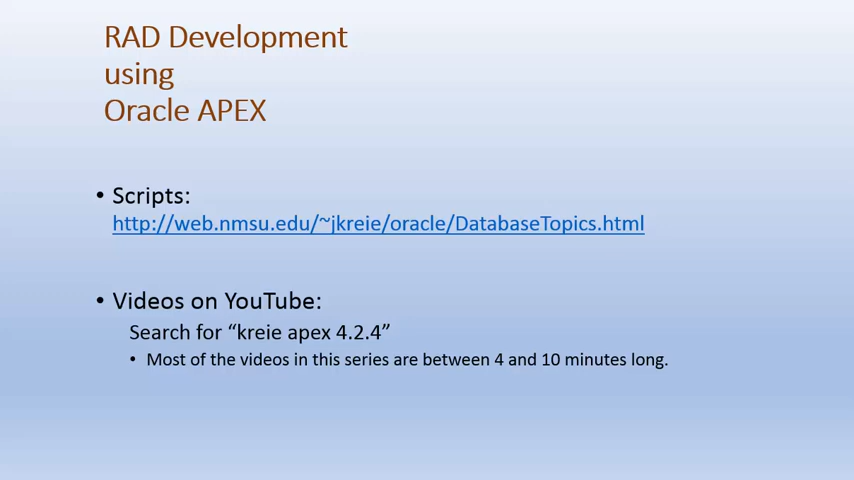 RAD Development
using
Oracle APEX
• Scripts:
http://web.nmsu.edu/~jkreie/oracle/DatabaseTopics.html
• Videos on YouTube:
Search for “kreie apex 4.2.4”
• Most of the videos in this series are between 4 and 10 minutes long.